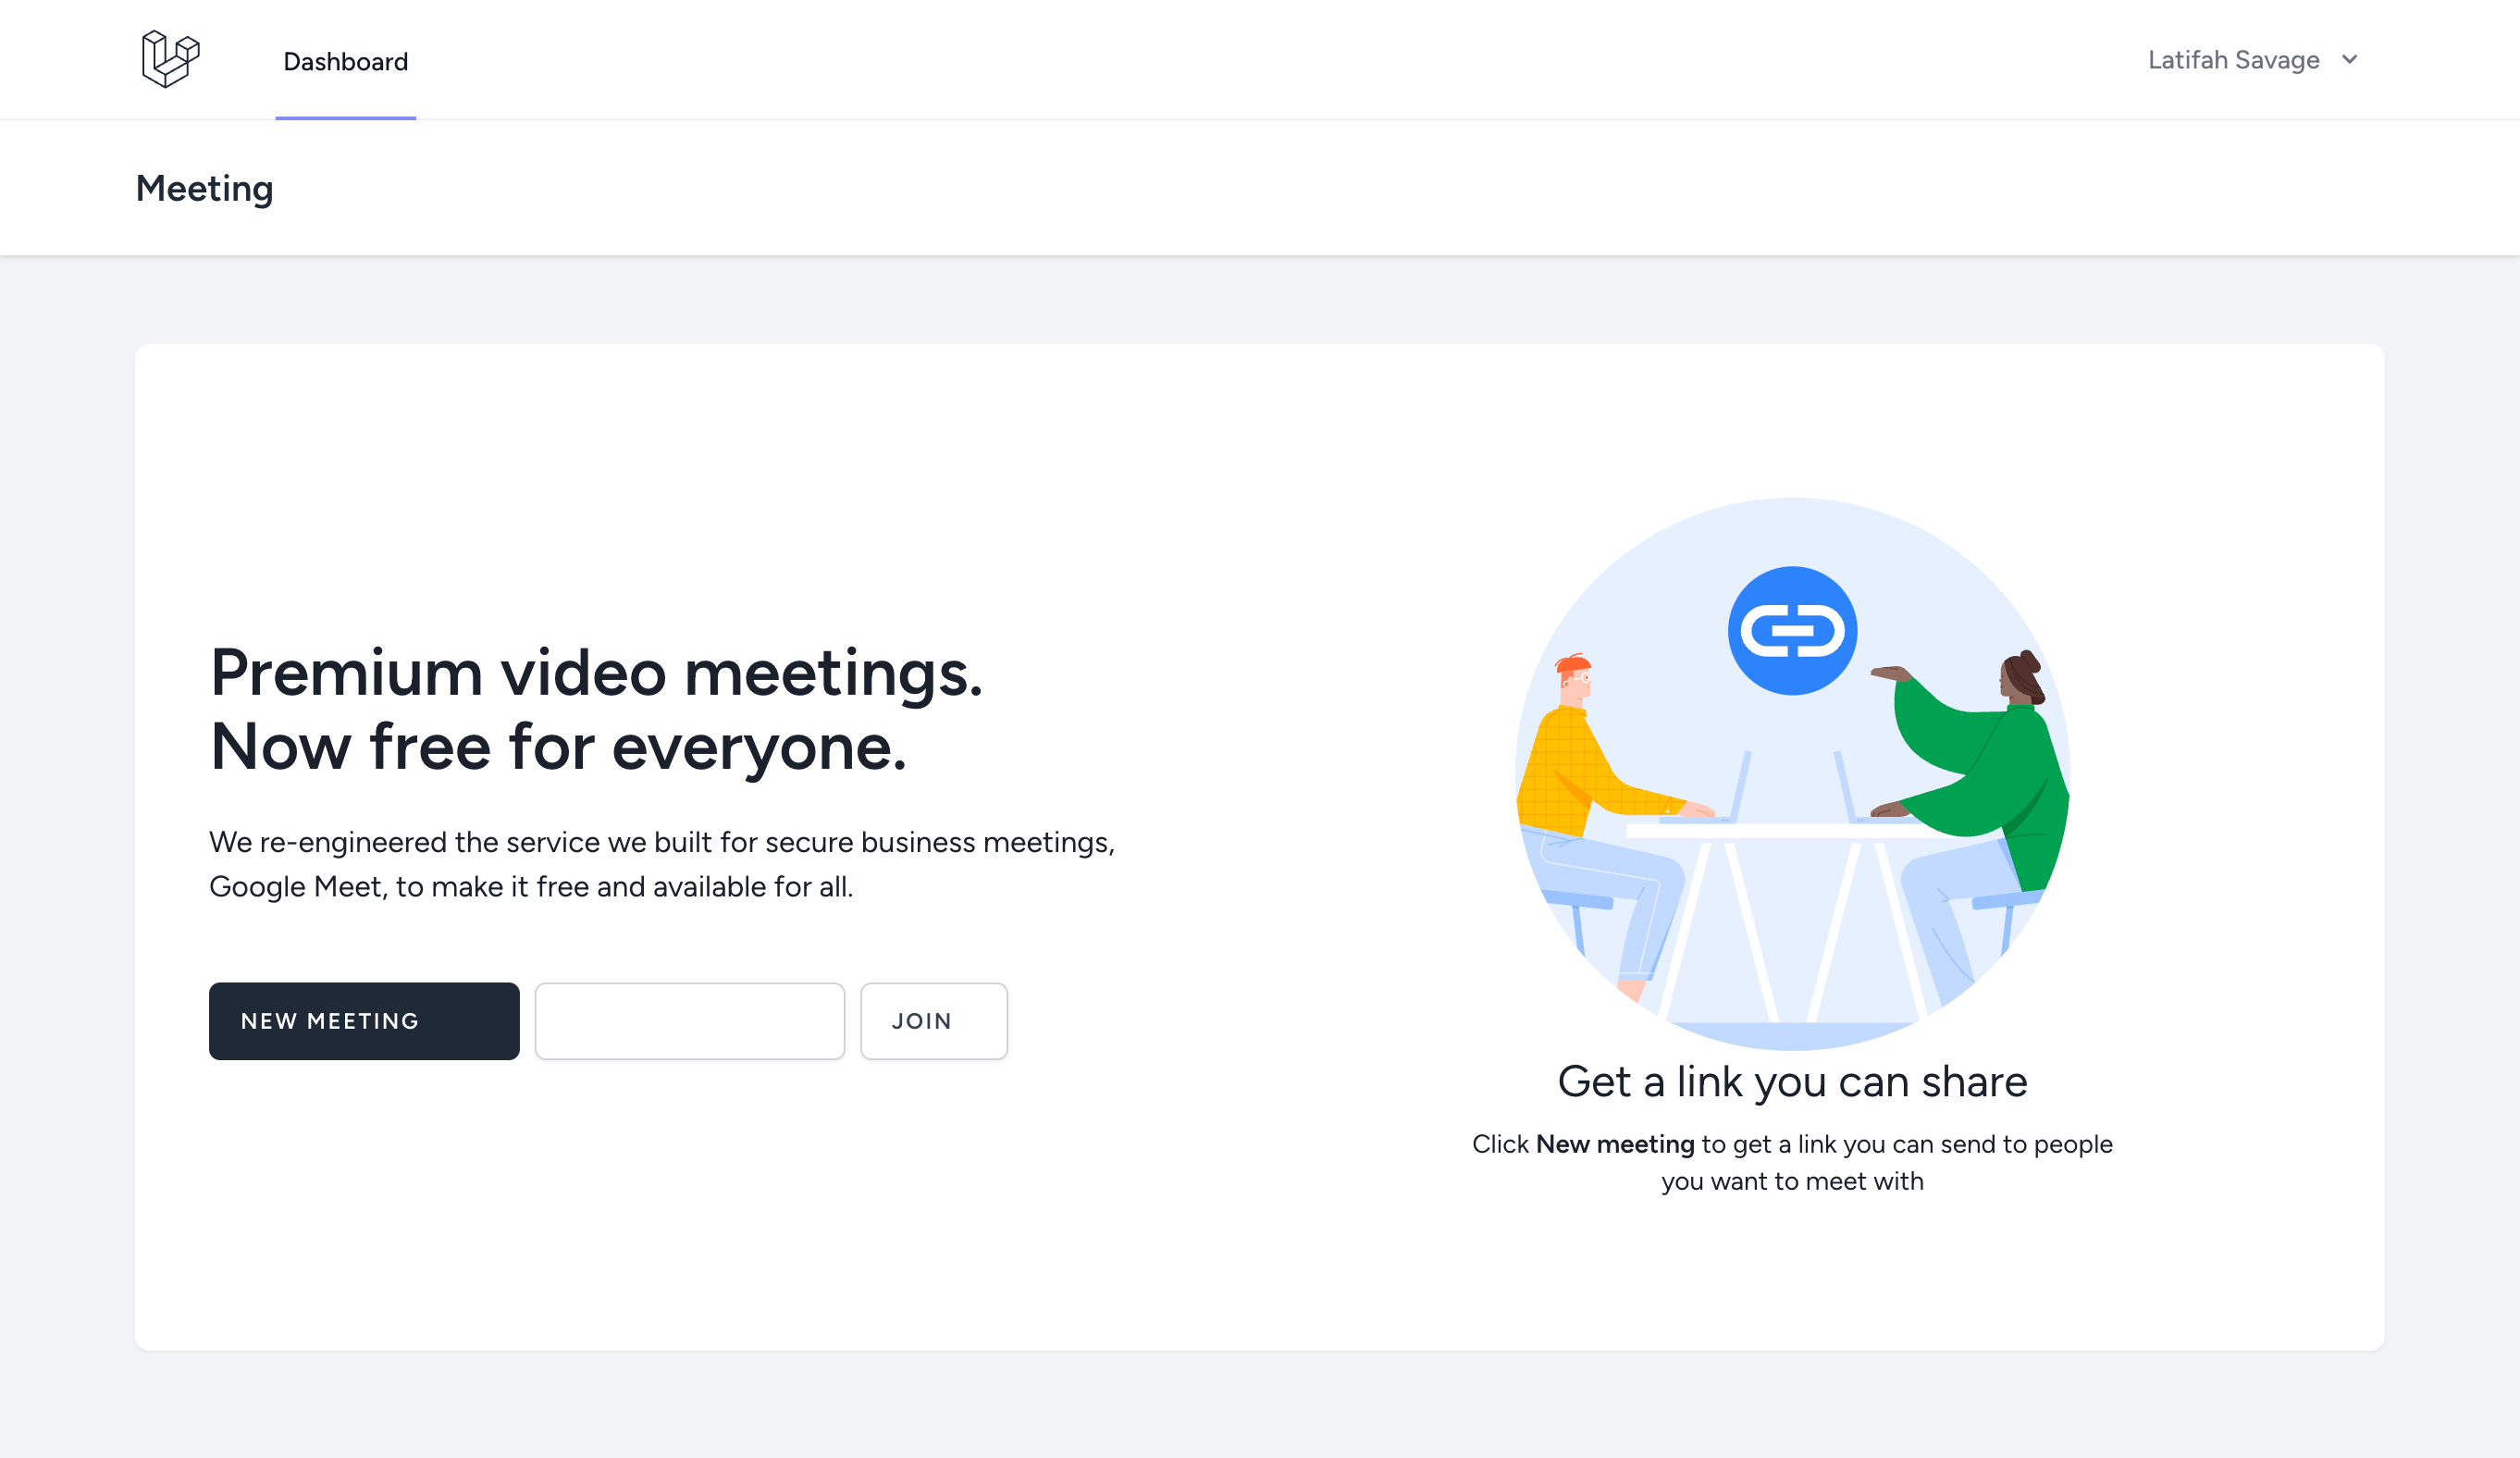 Dashboard
Latifah Savage
Meeting
Premium video meetings.
Now free for everyone.
We re-engineered the service we built for secure business meetings,
Google Meet, to make it free and available for all.
NEW MEETING
JOIN
Get a link you can share
Click New meeting to get a link you can send to people
you want to meet with